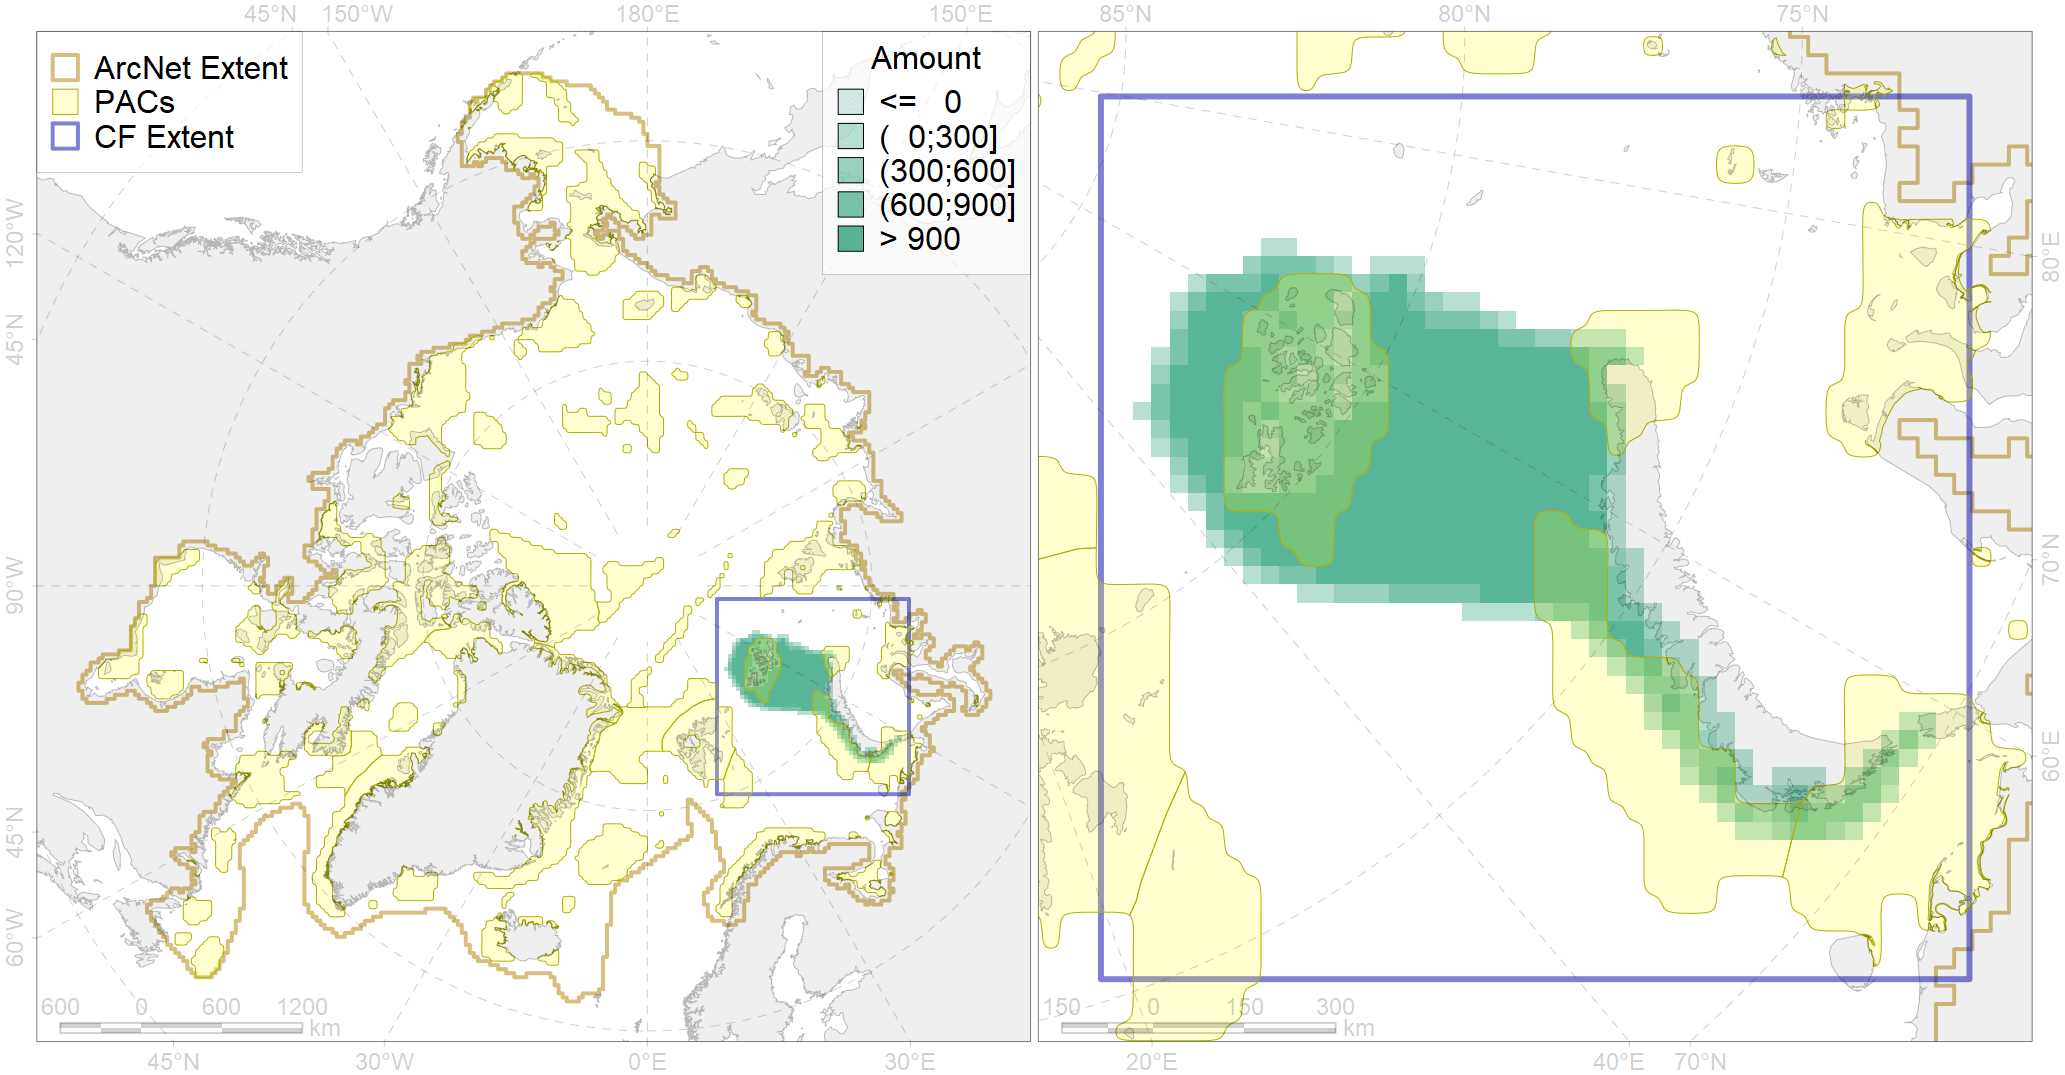 45°N 150°W 180°E 150°E 85°N 80°N 75°N
ArcNet Extent
PACs
CF Extent
Amount
<= 0
( 0;300]
(300;600]
(600;900]
> 900
120°W
45°N
90°W
45°N
60°W
80°E
70°N
60°E
600 0 600 1200
km
150 0 150 300
km
45°N 30°W 0°E 30°E 20°E 40°E 70°N